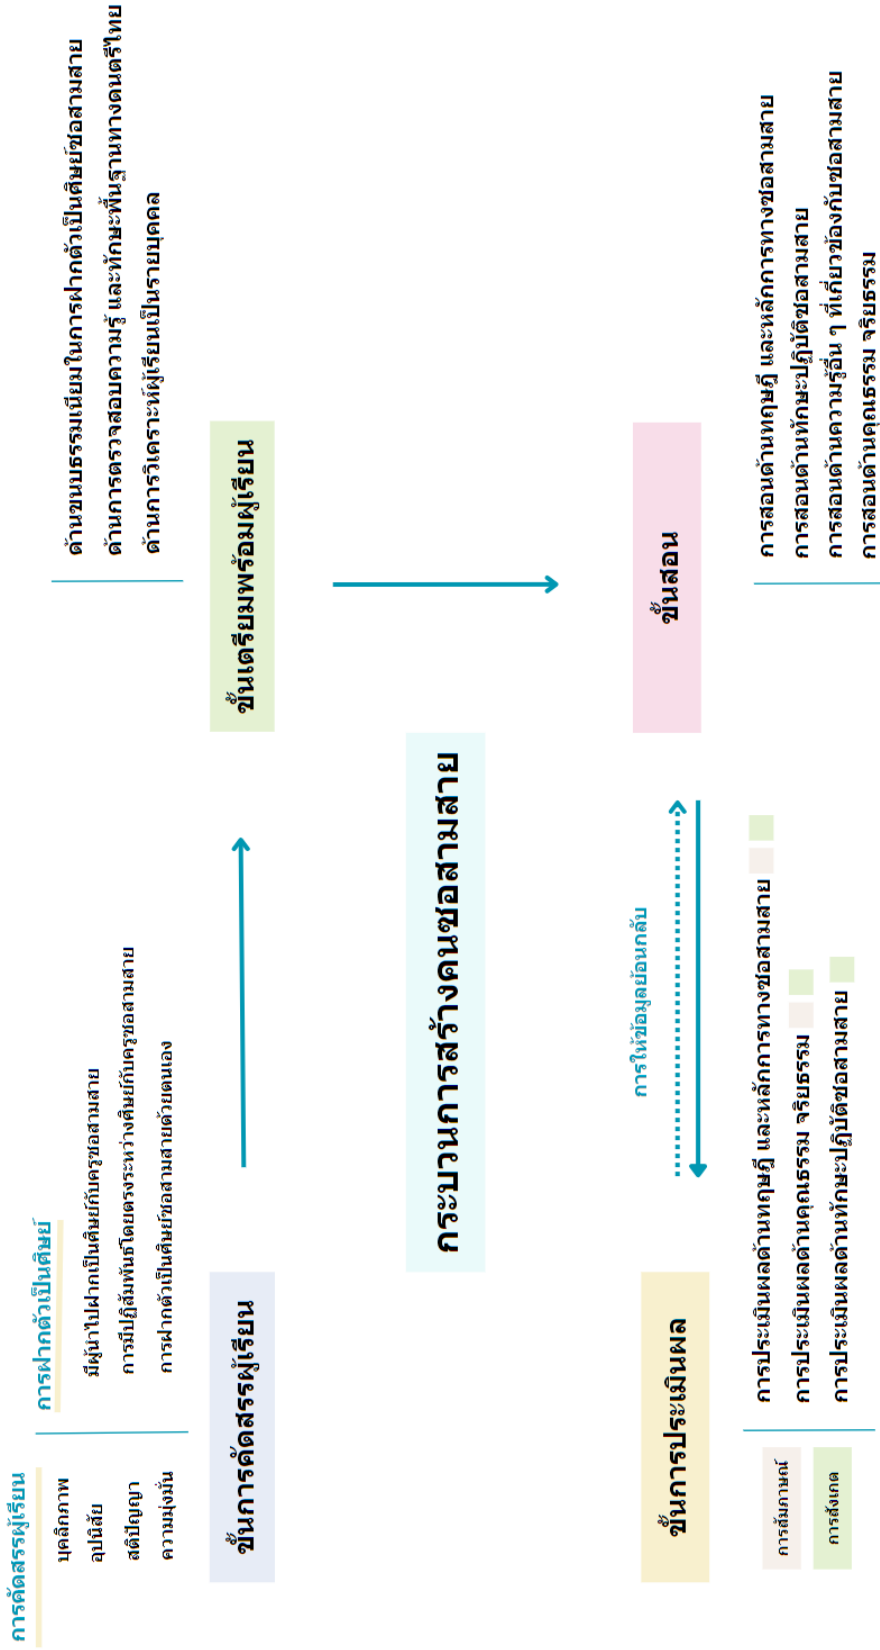 การคัดสรรผู้เรียน
บุคลิกภาพ
อุปนิสัย
สติปัญญา
ความมุ่งมั่น
การฝากตัวเป็นศิษย์
มีผู้นำไปฝากเป็นศิษย์กับครูซอสามสาย
การมีปฏิสัมพันธ์โดยตรงระหว่างศิษย์กับครูซอสามสาย
การฝากตัวเป็นศิษย์ซอสามสายด้วยตนเอง
ขั้นการคัดสรรผู้เรียน
ด้านขนบธรรมเนียมในการฝากตัวเป็นศิษย์ซอสามสาย
ด้านการตรวจสอบความรู้ และทักษะพื้นฐานทางดนตรีไทย
ด้านการวิเคราะห์ผู้เรียนเป็นรายบุคคล
ขั้นเตรียมพร้อมผู้เรียน
กระบวนการสร้างคนซอสามสาย
การให้ข้อมูลย้อนกลับ
ขั้นการประเมินผล
การสัมภาษณ์
การสังเกต
การประเมินผลด้านทฤษฎี และหลักการทางซอสามสาย
การประเมินผลด้านคุณธรรม จริยธรรม
การประเมินผลด้านทักษะปฏิบัติซอสามสาย
ขั้นสอน
การสอนด้านทฤษฎี และหลักการทางซอสามสาย
การสอนด้านทักษะปฏิบัติซอสามสาย
การสอนด้านความรู้อื่น ๆ ที่เกี่ยวข้องกับซอสามสาย
การสอนด้านคุณธรรม จริยธรรม